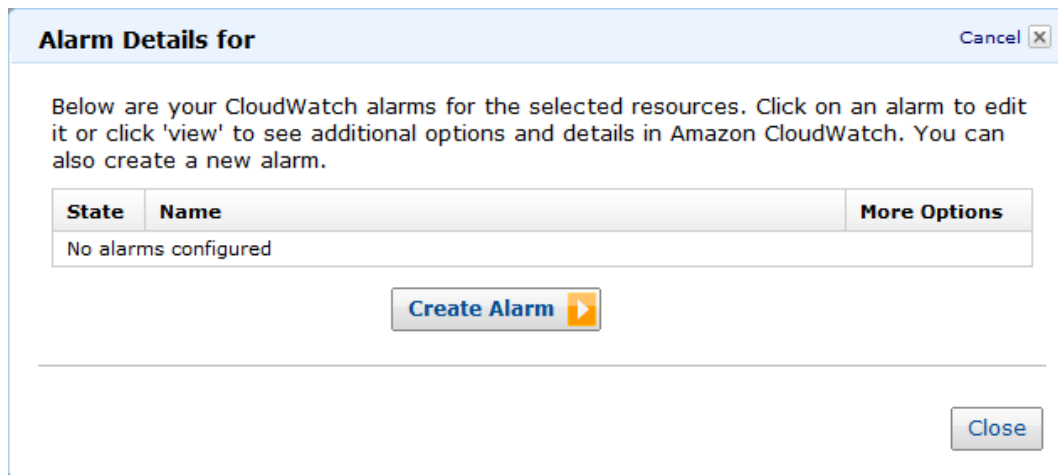 Alarm Details for
Cancel
Below are your CloudWatch alarms for the selected resources. Click on an alarm to edit
it or click 'view' to see additional options and details in Amazon CloudWatch. You can
also create a new alarm.
State Name More Options
No alarms configured
Create Alarm
Close